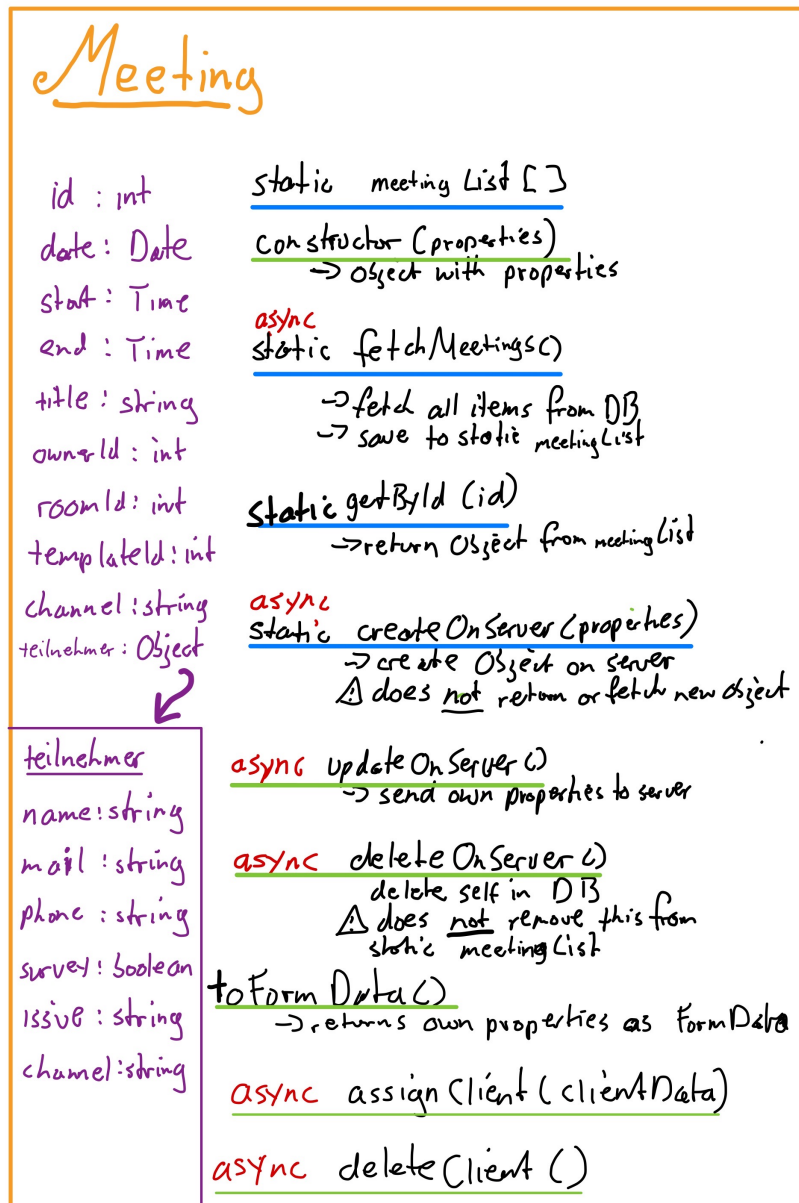 Meeting
id : int
date : Date
start : Time
end : Time
title : string
ownerId : int
roomId : int
templateId : int
channel : string
teilnehmer : Object
teilnehmer
name : string
mail : string
phone : string
survey : boolean
issue : string
channel : string
static meetingList []
constructor (properties)
-> Object with properties
async
static fetchMeetings()
-> fetch all items from DB
-> save to static meetingList
static getById (id)
-> return Object from meetingList
async
static createOnServer (properties)
-> create Object on server
⚠ does not return or fetch new object
async updateOnServer ()
-> send own properties to server
async deleteOnServer ()
delete self in DB
⚠ does not remove this from
static meetingList
toFormData ()
-> returns own properties as FormData
async assignClient (clientData)
async deleteClient ()